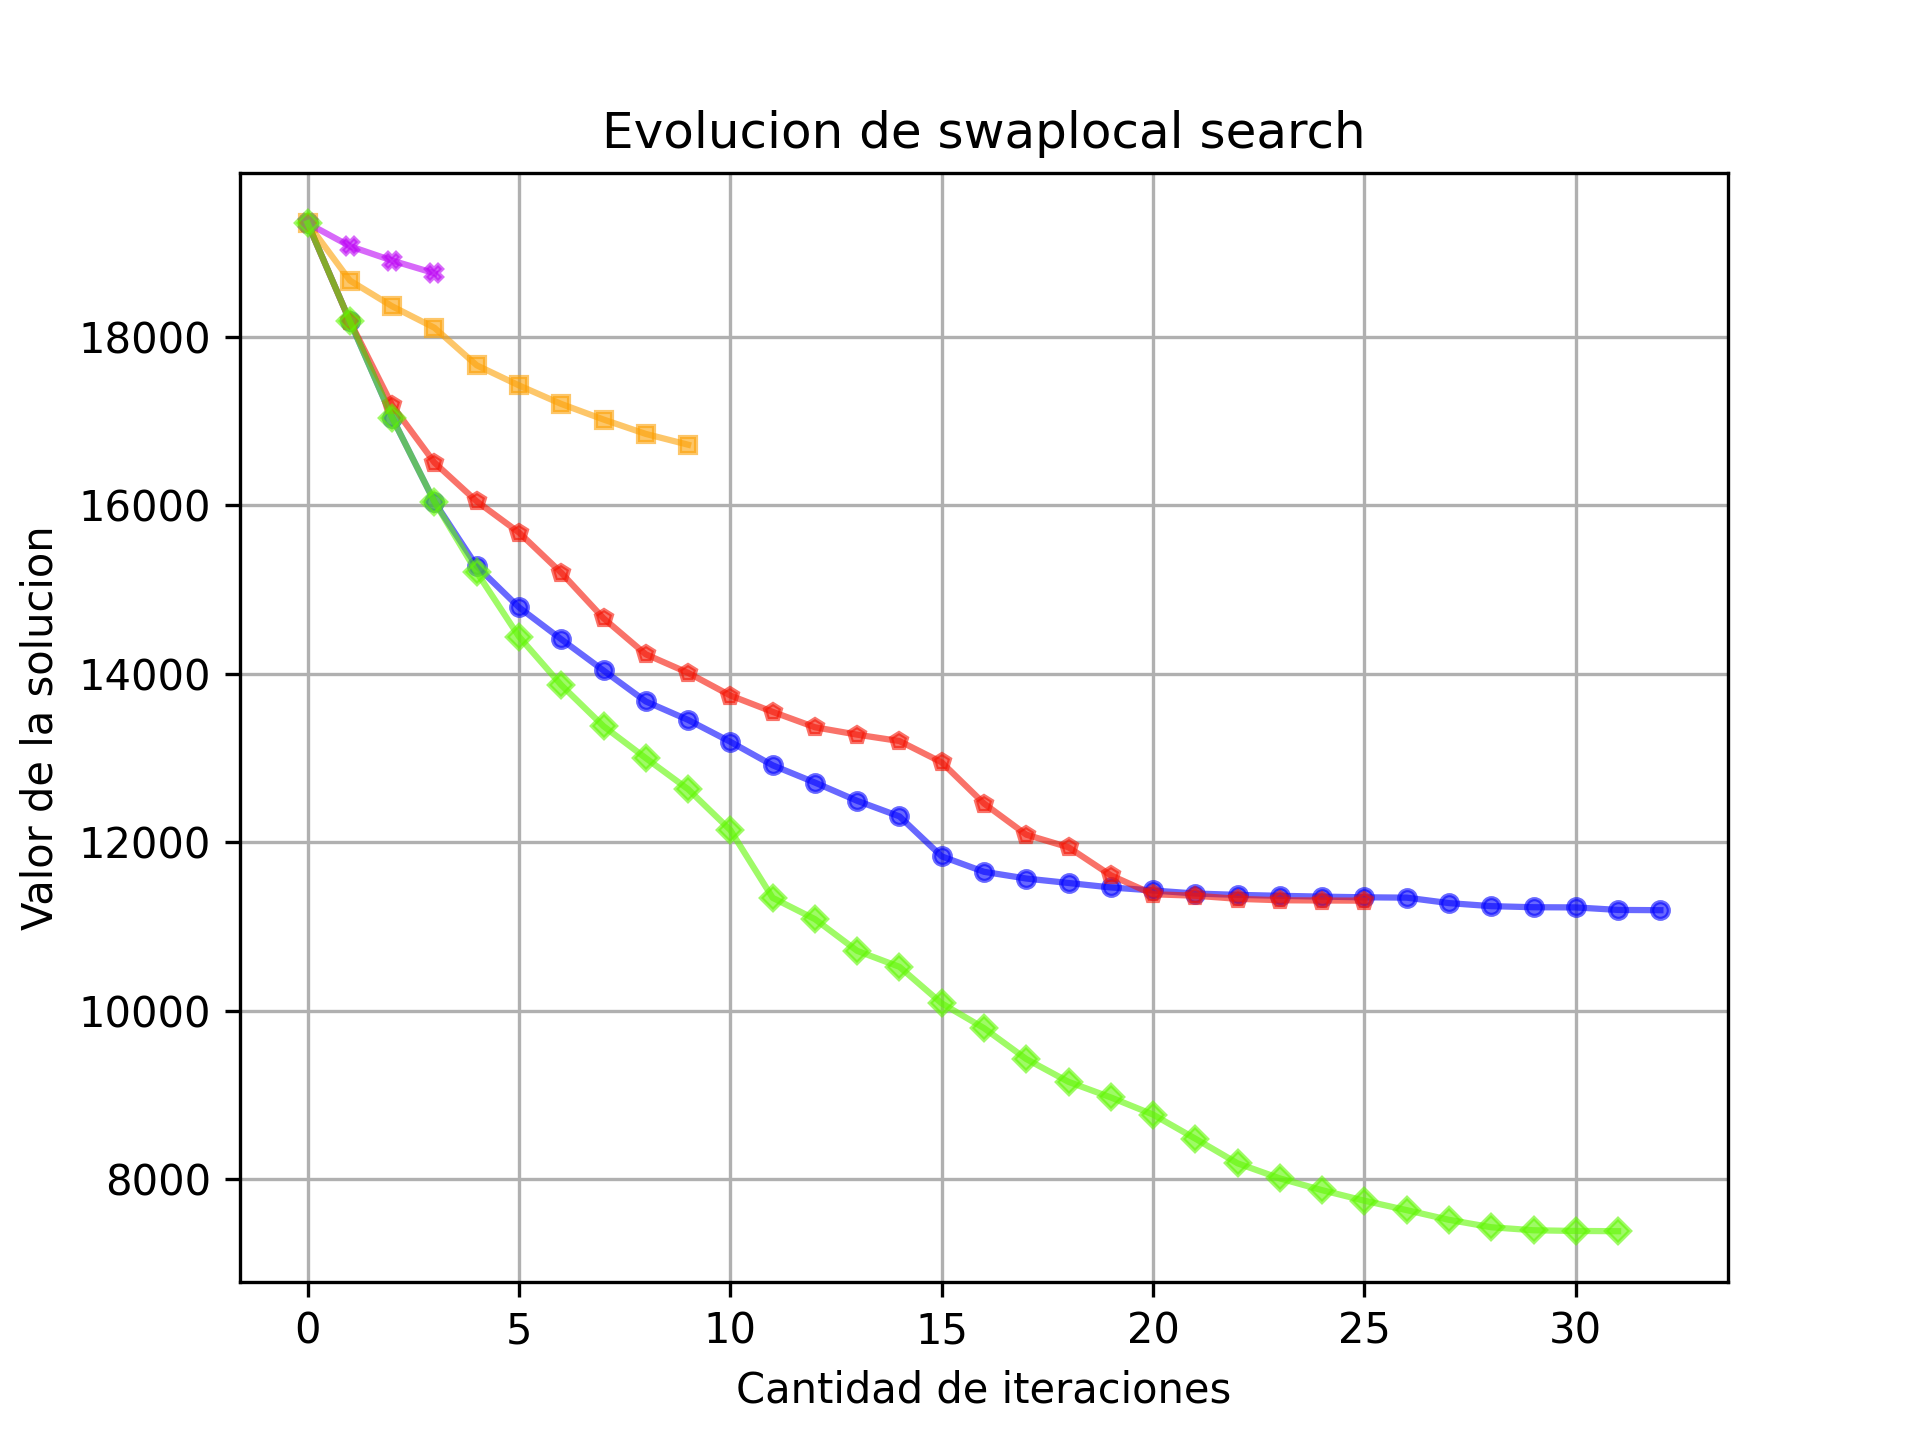 Evolucion de swaplocal search
Valor de la solucion
18000
16000
14000
12000
10000
8000
0 5 10 15 20 25 30
Cantidad de iteraciones